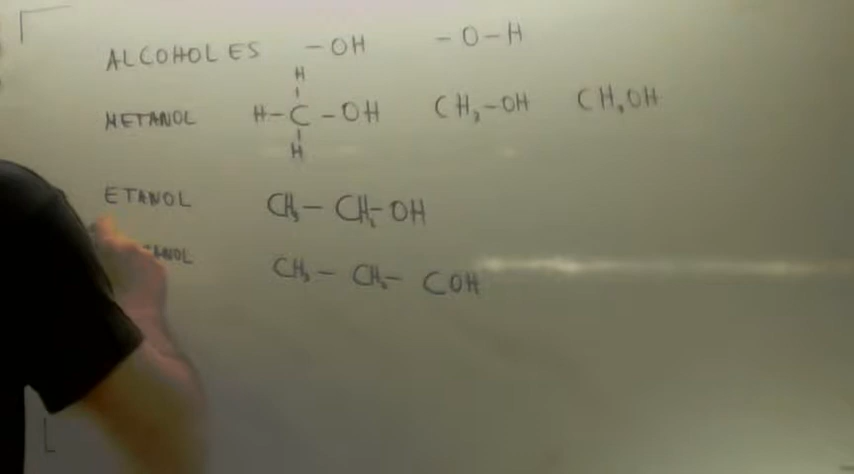 ALCOHOLES -OH -O-H
H
METANOL H-C-OH CH₃-OH CH₃OH
H
ETANOL CH₃-CH₂-OH
CH₃-CH₂-COH